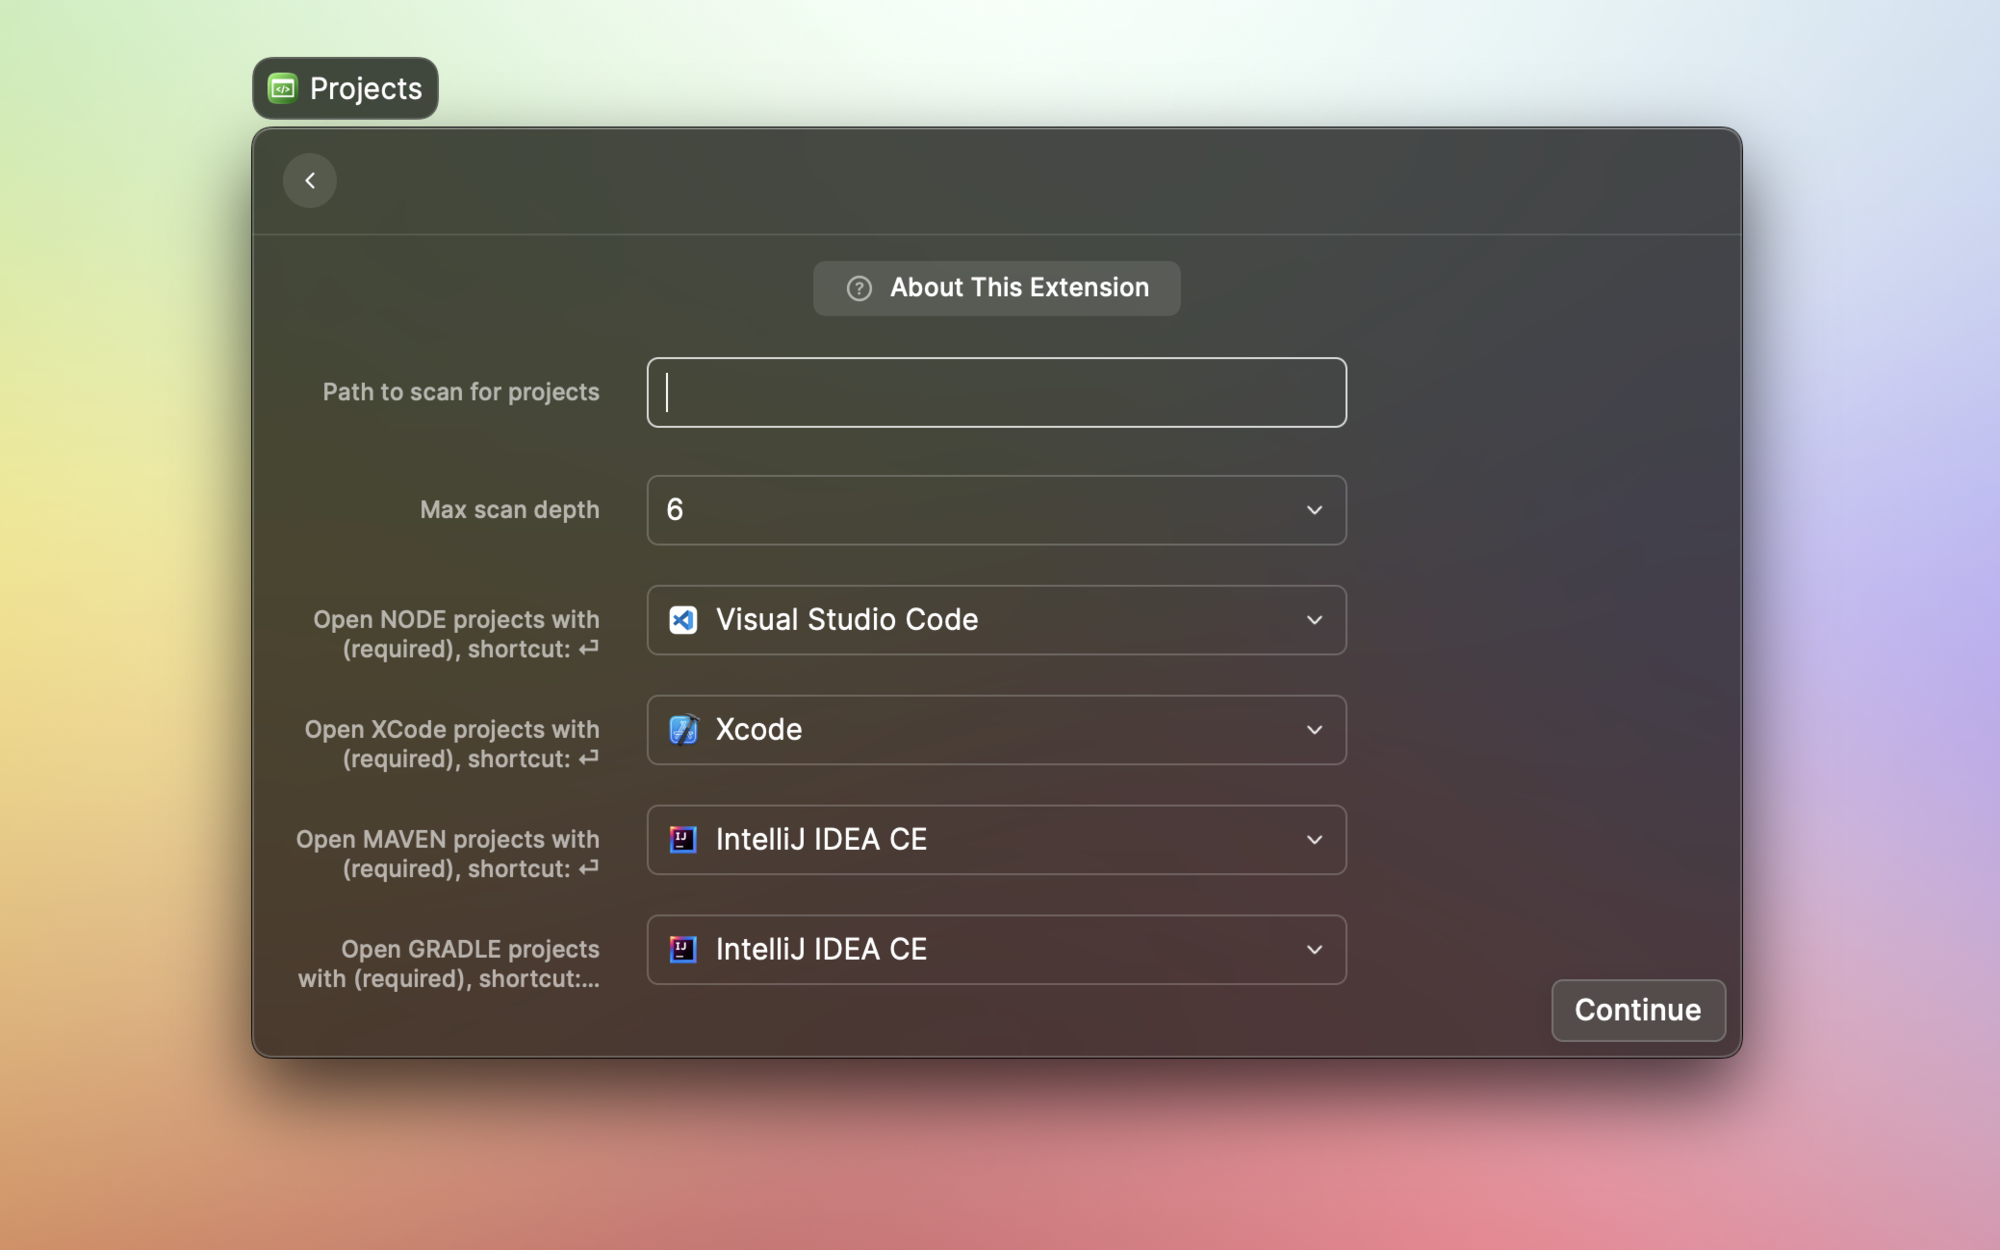 Projects
About This Extension
Path to scan for projects
Max scan depth
6
Open NODE projects with
(required), shortcut: ⏎
Visual Studio Code
Open XCode projects with
(required), shortcut: ⏎
Xcode
Open MAVEN projects with
(required), shortcut: ⏎
IntelliJ IDEA CE
Open GRADLE projects
with (required), shortcut:...
IntelliJ IDEA CE
Continue